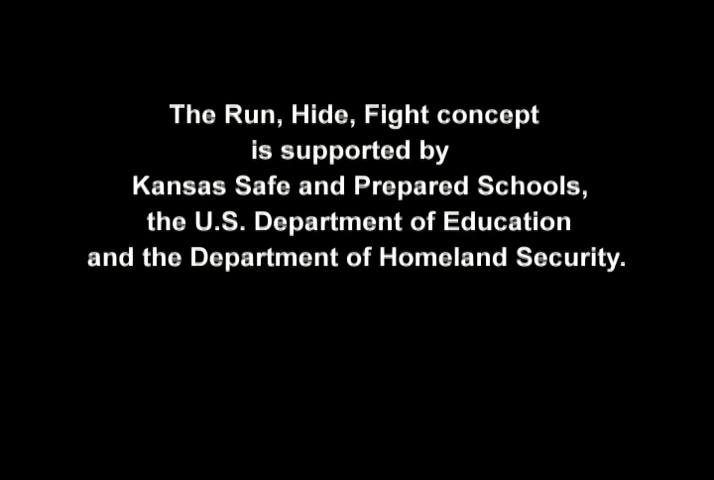 The Run, Hide, Fight concept
is supported by
Kansas Safe and Prepared Schools,
the U.S. Department of Education
and the Department of Homeland Security.